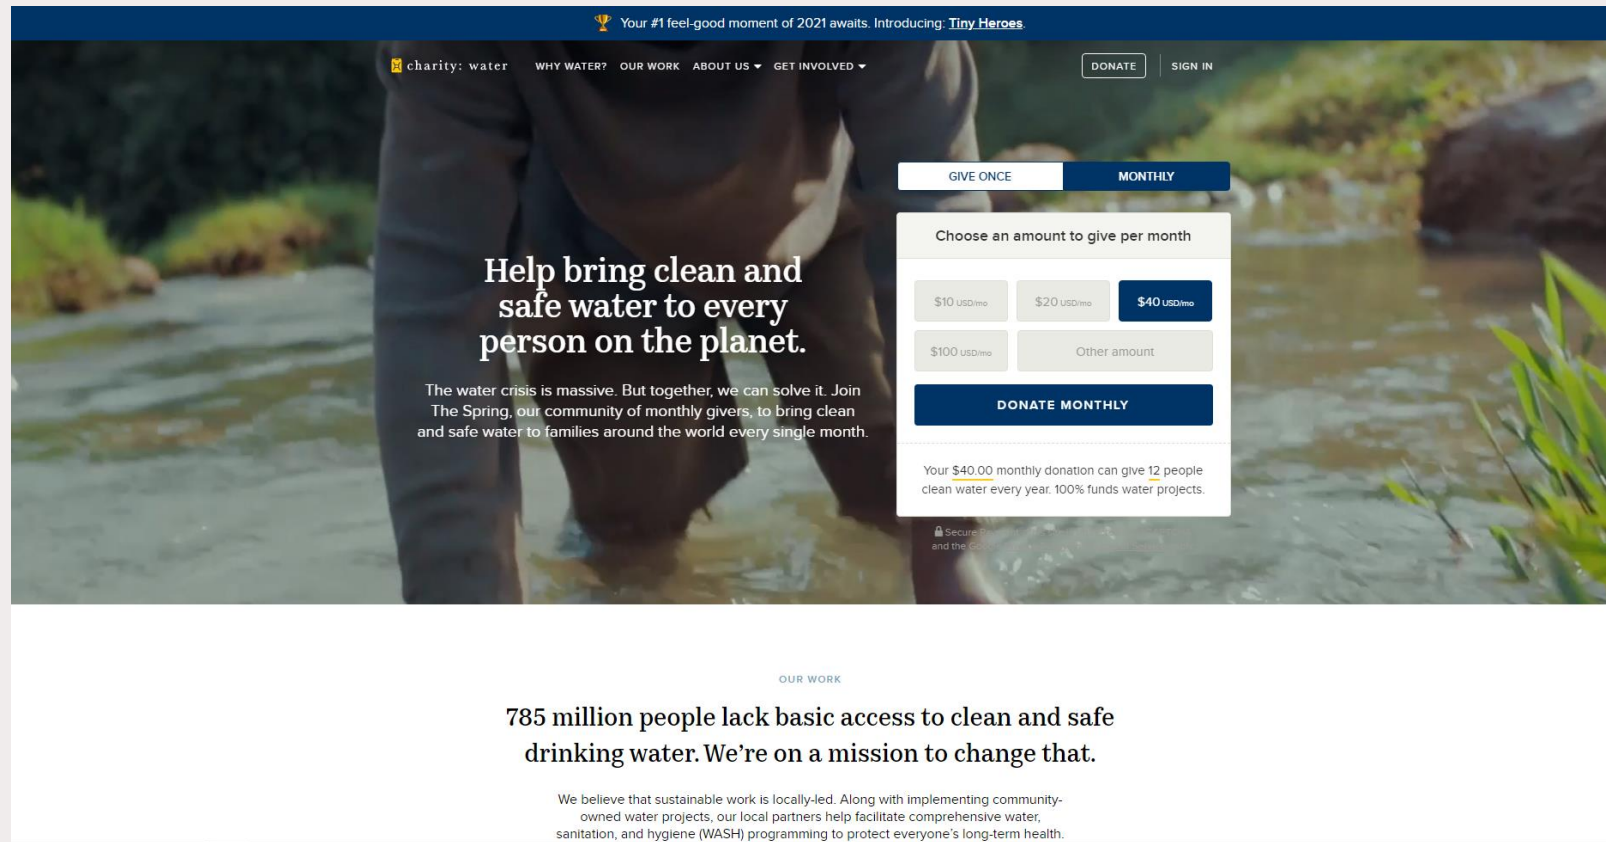 Your #1 feel-good moment of 2021 awaits. Introducing: Tiny Heroes.
charity: water WHY WATER? OUR WORK ABOUT US GET INVOLVED DONATE SIGN IN
GIVE ONCE MONTHLY
Choose an amount to give per month
$10 USD/mo $20 USD/mo $40 USD/mo
$100 USD/mo Other amount
DONATE MONTHLY
Your $40.00 monthly donation can give 12 people
clean water every year. 100% funds water projects.
Secure
and the
Help bring clean and
safe water to every
person on the planet.
The water crisis is massive. But together, we can solve it. Join
The Spring, our community of monthly givers, to bring clean
and safe water to families around the world every single month.
OUR WORK
785 million people lack basic access to clean and safe
drinking water. We’re on a mission to change that.
We believe that sustainable work is locally-led. Along with implementing community-
owned water projects, our local partners help facilitate comprehensive water,
sanitation, and hygiene (WASH) programming to protect everyone’s long-term health.